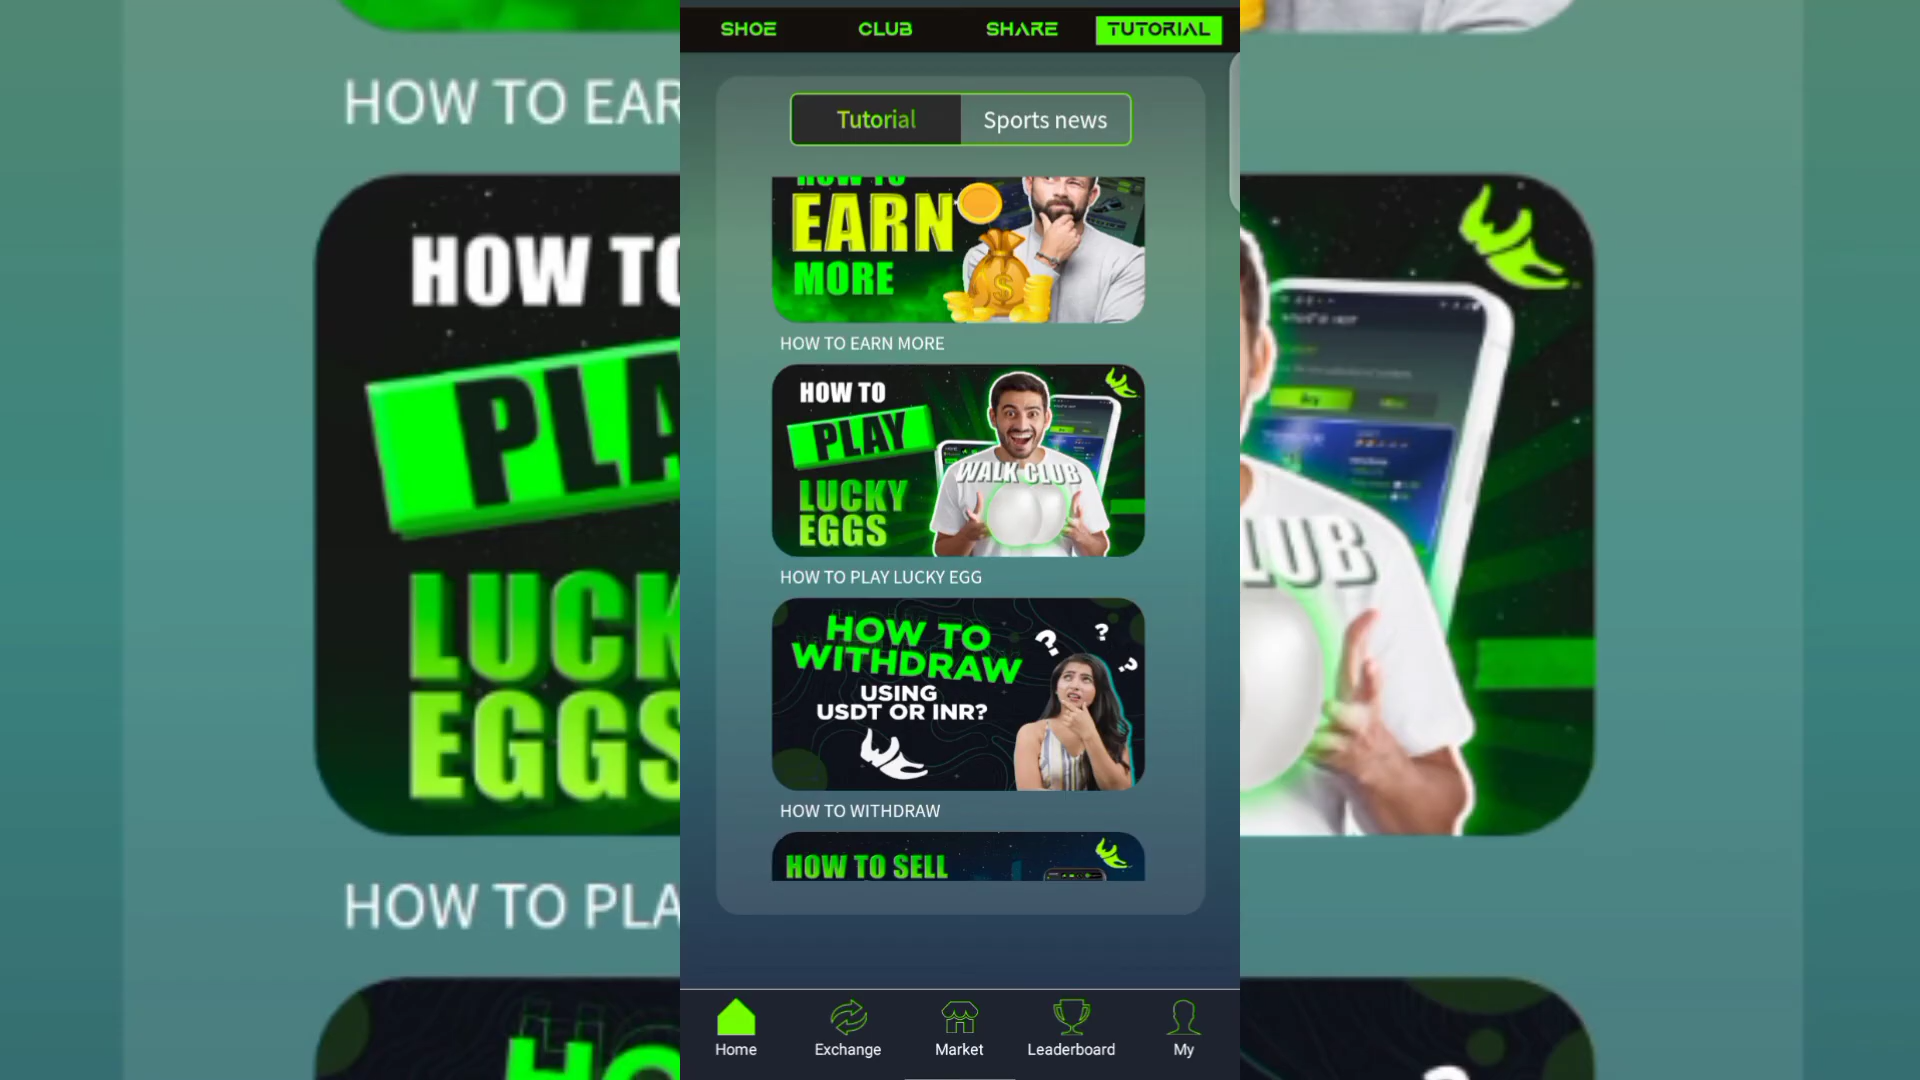 SHOE CLUB SHARE TUTORIAL
Tutorial Sports news
HOW TO
EARN
MORE
HOW TO EARN MORE
HOW TO
PLAY
LUCKY
EGGS
WALK CLUB
HOW TO PLAY LUCKY EGG
HOW TO
WITHDRAW
USING
USDT OR INR?
HOW TO WITHDRAW
HOW TO SELL
Home Exchange Market Leaderboard My
HOW TO EAR
HOW TO
PLA
LUCK
EGGS
LUB
HOW TO PLA